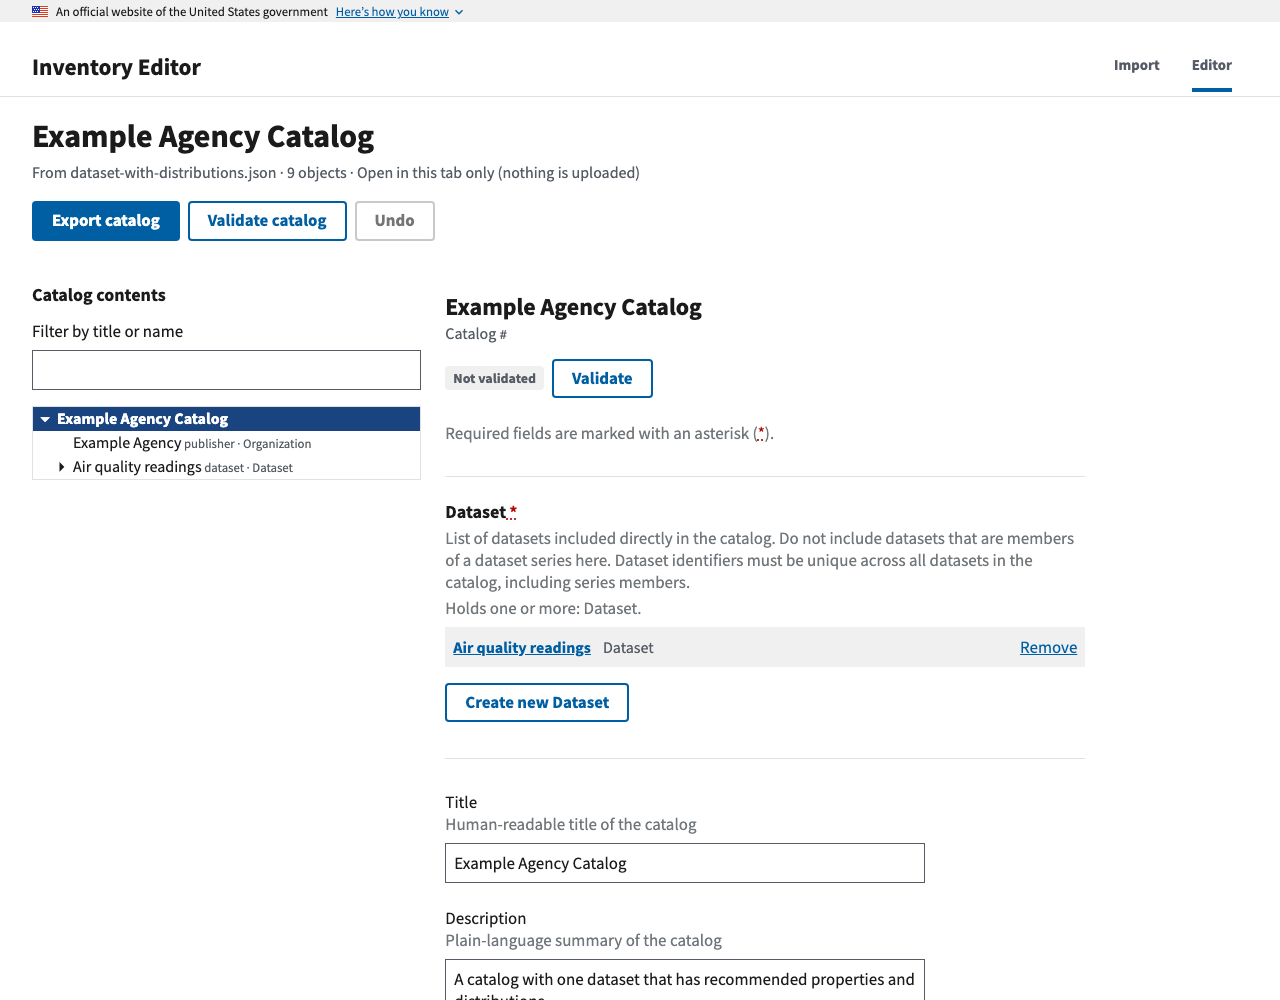 An official website of the United States government Here's how you know
Inventory Editor
Import
Editor
Example Agency Catalog
From dataset-with-distributions.json · 9 objects · Open in this tab only (nothing is uploaded)
Export catalog
Validate catalog
Undo
Catalog contents
Filter by title or name
Example Agency Catalog
Example Agency publisher · Organization
Air quality readings dataset · Dataset
Example Agency Catalog
Catalog #
Not validated
Validate
Required fields are marked with an asterisk (*).
Dataset *
List of datasets included directly in the catalog. Do not include datasets that are members
of a dataset series here. Dataset identifiers must be unique across all datasets in the
catalog, including series members.
Holds one or more: Dataset.
Air quality readings Dataset Remove
Create new Dataset
Title
Human-readable title of the catalog
Example Agency Catalog
Description
Plain-language summary of the catalog
A catalog with one dataset that has recommended properties and
distributions.